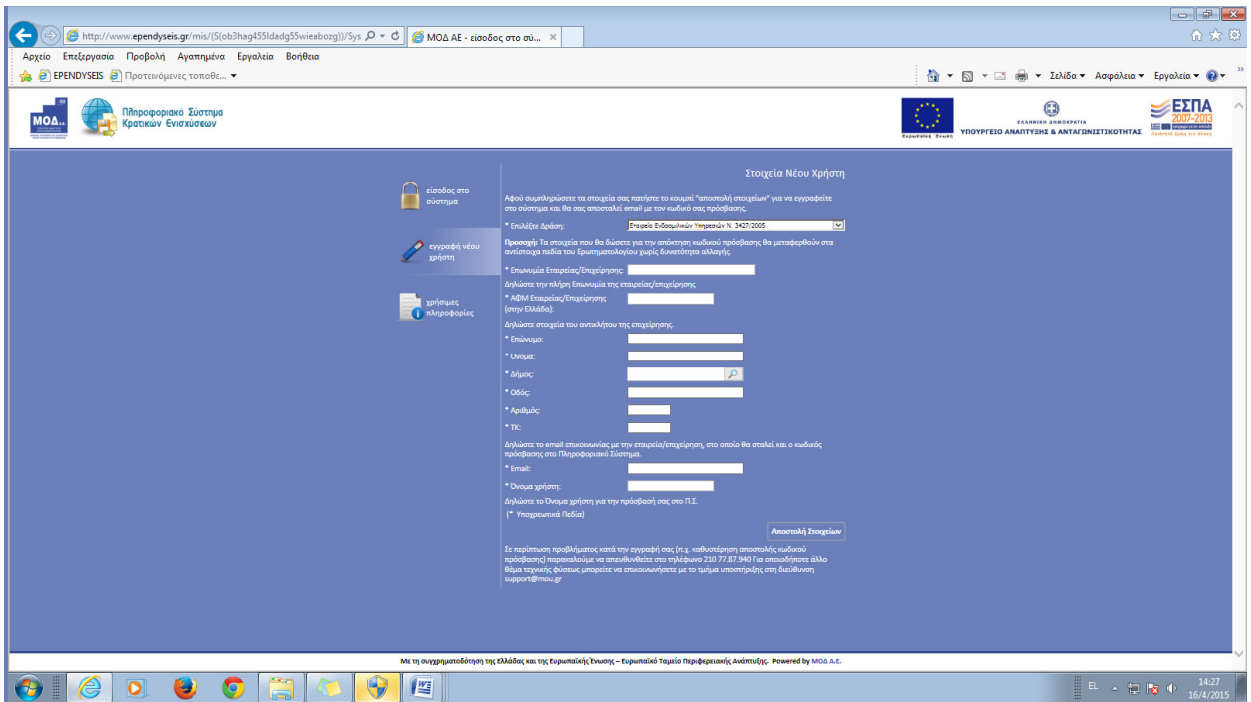 http://www.ependyseis.gr/mis/(S(ob3hag455ldadg55wieabozg))/Sys
ΜΟΔ ΑΕ - είσοδος στο σύ...
Αρχείο Επεξεργασία Προβολή Αγαπημένα Εργαλεία Βοήθεια
EPENDYSEIS Προτεινόμενες τοποθε...
Σελίδα Ασφάλεια Εργαλεία
ΜΟΔ Α.Ε.
Πληροφοριακό Σύστημα
Κρατικών Ενισχύσεων
Ευρωπαϊκή Ένωση
ΕΛΛΗΝΙΚΗ ΔΗΜΟΚΡΑΤΙΑ
ΥΠΟΥΡΓΕΙΟ ΑΝΑΠΤΥΞΗΣ & ΑΝΤΑΓΩΝΙΣΤΙΚΟΤΗΤΑΣ
ΕΣΠΑ
2007-2013
είσοδος στο
σύστημα
εγγραφή νέου
χρήστη
χρήσιμες
πληροφορίες
Στοιχεία Νέου Χρήστη
Αφού συμπληρώσετε τα στοιχεία σας πατήστε το κουμπί "αποστολή στοιχείων" για να εγγραφείτε
στο σύστημα και θα σας αποσταλεί email με τον κωδικό σας πρόσβασης.
* Επιλέξτε Δράση: Εταιρεία Ενδοομιλικών Υπηρεσιών Ν. 3427/2005
Προσοχή: Τα στοιχεία που θα δώσετε για την απόκτηση κωδικού πρόσβασης θα μεταφερθούν στα
αντίστοιχα πεδία του Ερωτηματολογίου χωρίς δυνατότητα αλλαγής.
* Επωνυμία Εταιρείας/Επιχείρησης:
Δηλώστε την πλήρη Επωνυμία της εταιρείας/επιχείρησης
* ΑΦΜ Εταιρείας/Επιχείρησης
(στην Ελλάδα):
Δηλώστε στοιχεία του αντικλήτου της επιχείρησης.
* Επώνυμο:
* Όνομα:
* Δήμος:
* Οδός:
* Αριθμός:
* ΤΚ:
Δηλώστε το email επικοινωνίας με την εταιρεία/επιχείρηση, στο οποίο θα σταλεί και ο κωδικός
πρόσβασης στο Πληροφοριακό Σύστημα.
* Email:
* Όνομα χρήστη:
Δηλώστε το Όνομα χρήστη για την πρόσβασή σας στο Π.Σ.
(* Υποχρεωτικά Πεδία)
Αποστολή Στοιχείων
Σε περίπτωση προβλήματος κατά την εγγραφή σας (π.χ. καθυστέρηση αποστολής κωδικού
πρόσβασης) παρακαλούμε να απευθυνθείτε στο τηλέφωνο 210 77.87.940 Για οποιοδήποτε άλλο
θέμα τεχνικής φύσεως μπορείτε να επικοινωνήσετε με το τμήμα υποστήριξης στη διεύθυνση
support@mou.gr
Με τη συγχρηματοδότηση της Ελλάδας και της Ευρωπαϊκής Ένωσης – Ευρωπαϊκό Ταμείο Περιφερειακής Ανάπτυξης. Powered by ΜΟΔ Α.Ε.
EL
14:27
16/4/2015